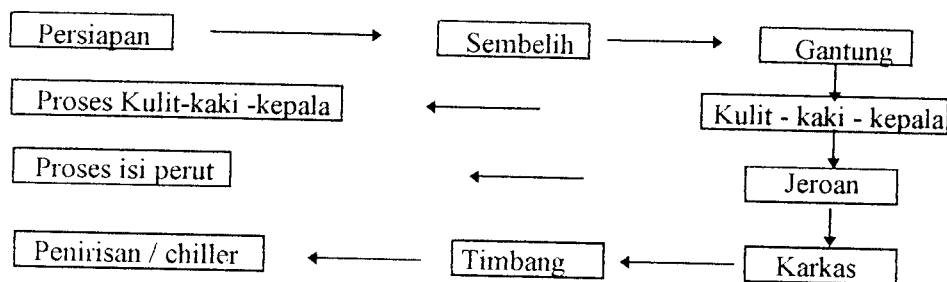 Persiapan
Sembelih
Gantung
Proses Kulit-kaki -kepala
Kulit - kaki - kepala
Proses isi perut
Jeroan
Penirisan / chiller
Timbang
Karkas